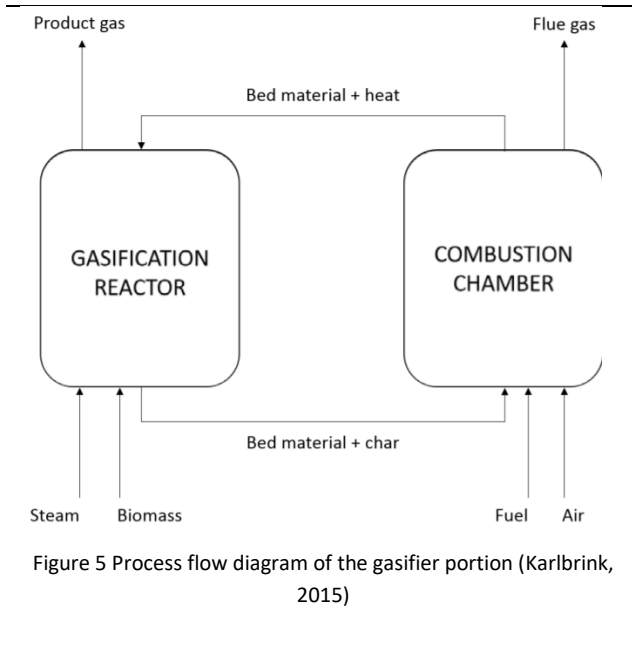 Product gas
Flue gas
Bed material + heat
GASIFICATION
REACTOR
COMBUSTION
CHAMBER
Bed material + char
Steam
Biomass
Fuel
Air
Figure 5 Process flow diagram of the gasifier portion (Karlbrink,
2015)